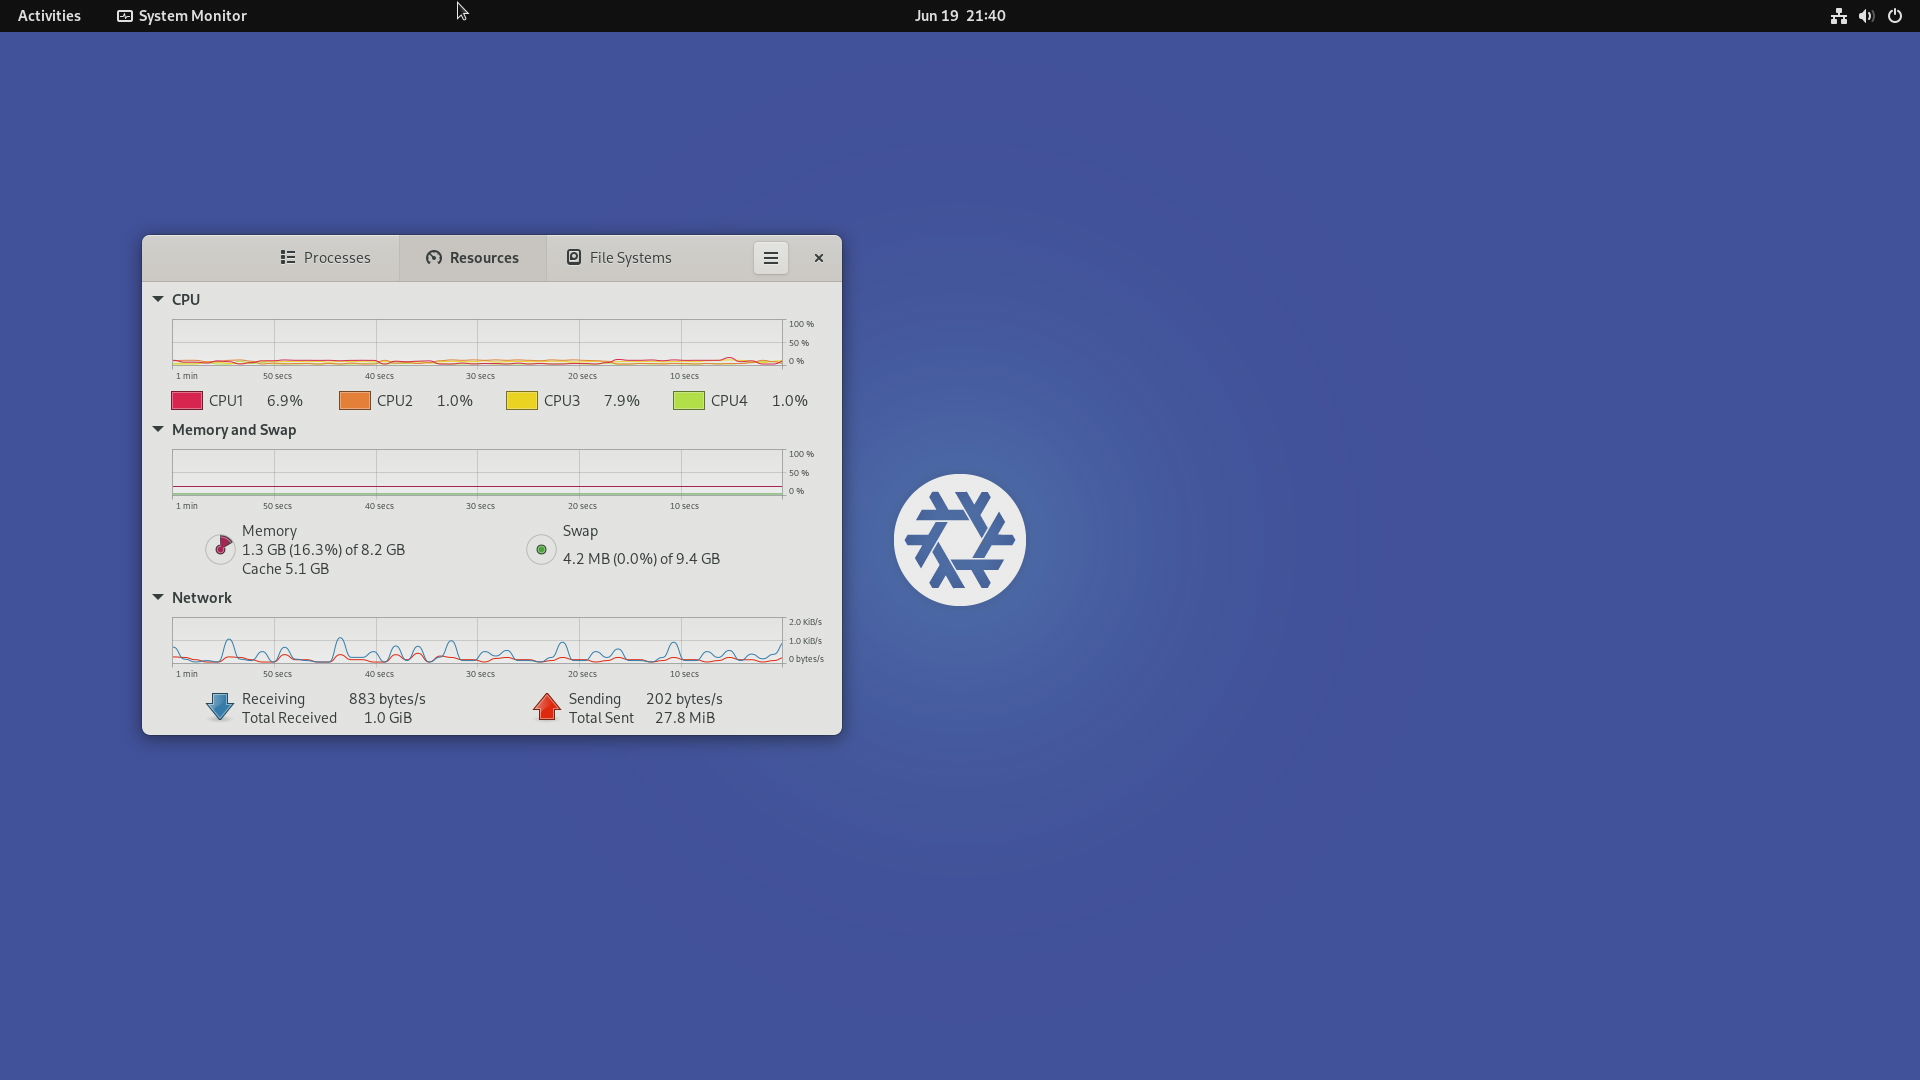 Activities System Monitor Jun 19 21:40
Processes Resources File Systems
CPU
100 %
50 %
0 %
1 min 50 secs 40 secs 30 secs 20 secs 10 secs
CPU1 6.9% CPU2 1.0% CPU3 7.9% CPU4 1.0%
Memory and Swap
100 %
50 %
0 %
1 min 50 secs 40 secs 30 secs 20 secs 10 secs
Memory
1.3 GB (16.3%) of 8.2 GB
Cache 5.1 GB
Swap
4.2 MB (0.0%) of 9.4 GB
Network
2.0 KiB/s
1.0 KiB/s
0 bytes/s
1 min 50 secs 40 secs 30 secs 20 secs 10 secs
Receiving 883 bytes/s
Total Received 1.0 GiB
Sending 202 bytes/s
Total Sent 27.8 MiB